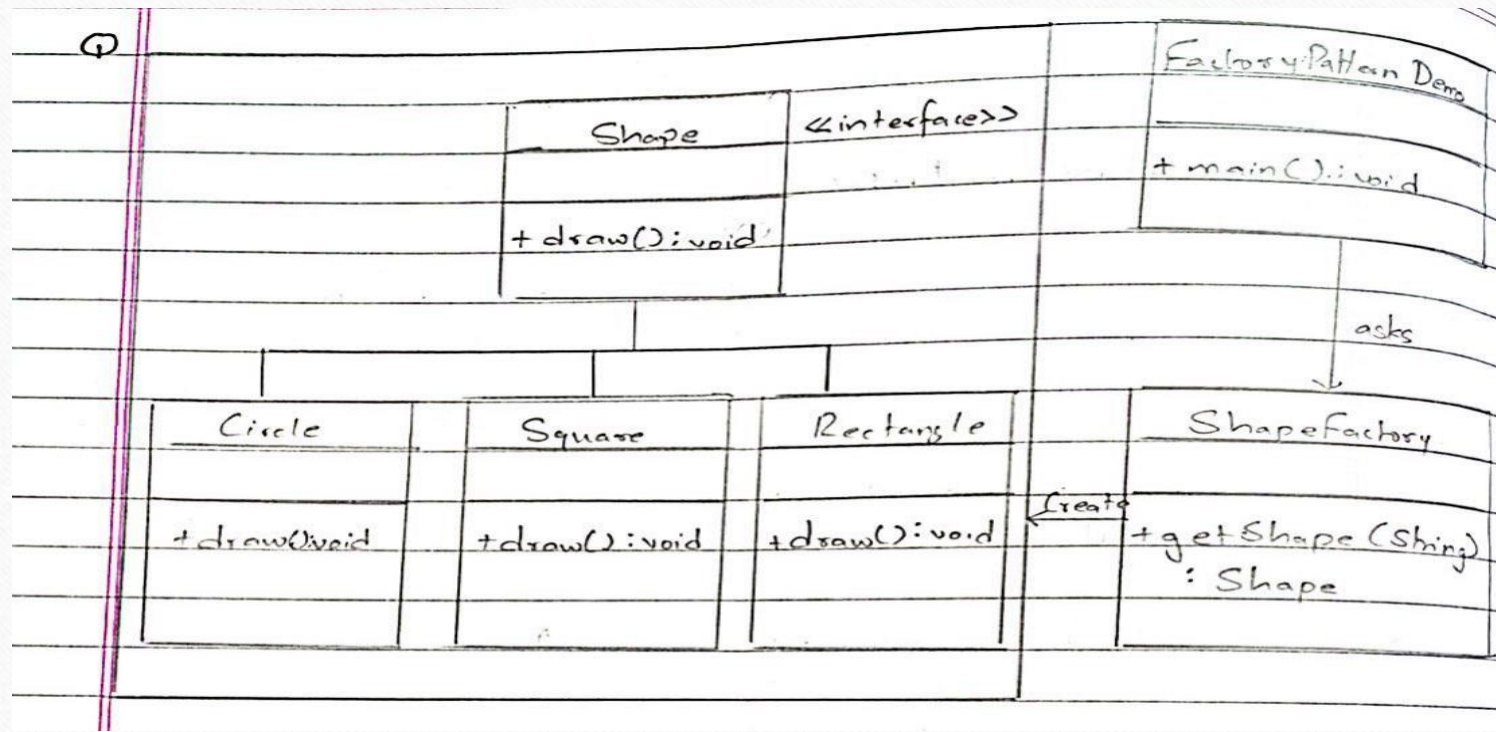 Q
Shape
<<interface>>
+ draw() : void
FactoryPattern Demo
+ main() : void
asks
Circle
+ draw():void
Square
+ draw() : void
Rectangle
+ draw() : void
Create
ShapeFactory
+ getShape (String)
: Shape